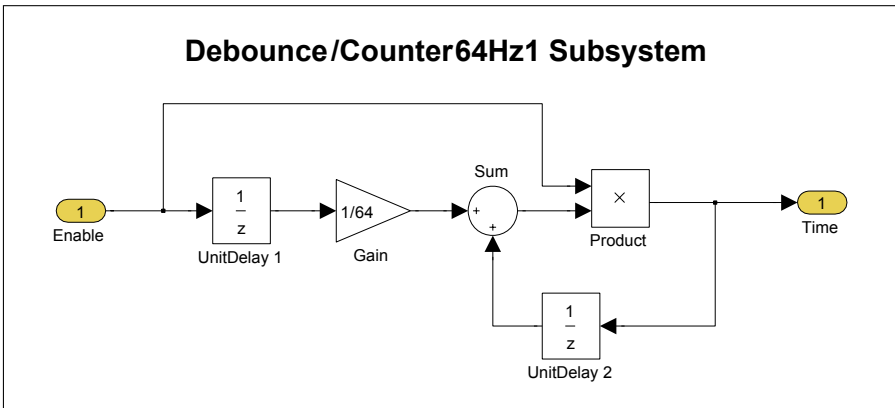 Debounce/Counter64Hz1 Subsystem
1
Enable
1
z
UnitDelay 1
1/64
Gain
Sum
+
+
×
Product
1
Time
1
z
UnitDelay 2